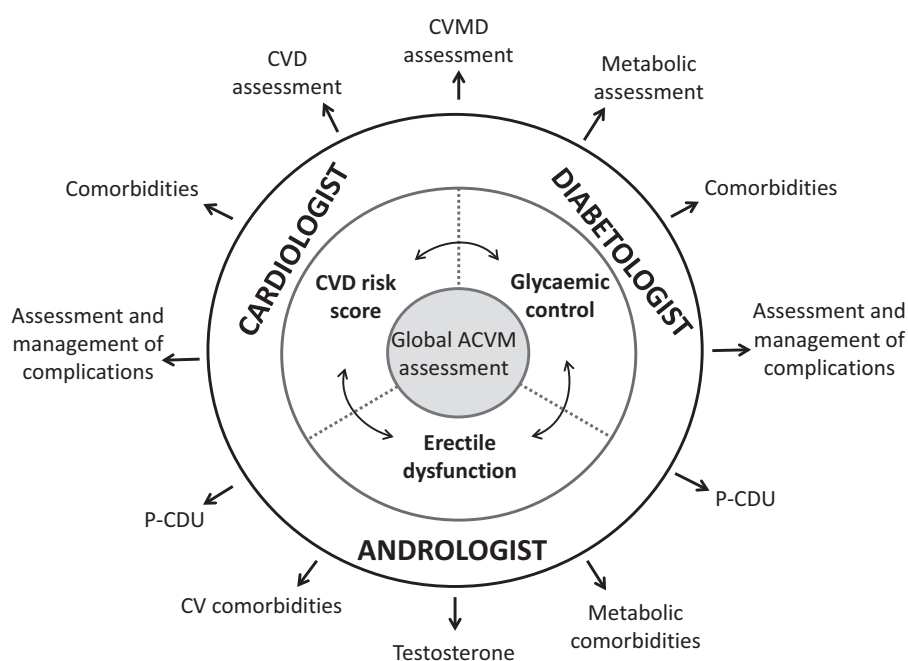 CVMD
assessment
CVD
assessment
Metabolic
assessment
Comorbidities
Comorbidities
CARDIOLOGIST
DIABETOLOGIST
CVD risk
score
Glycaemic
control
Assessment and
management of
complications
Global ACVM
assessment
Assessment and
management of
complications
Erectile
dysfunction
P-CDU
P-CDU
ANDROLOGIST
CV comorbidities
Metabolic
comorbidities
Testosterone